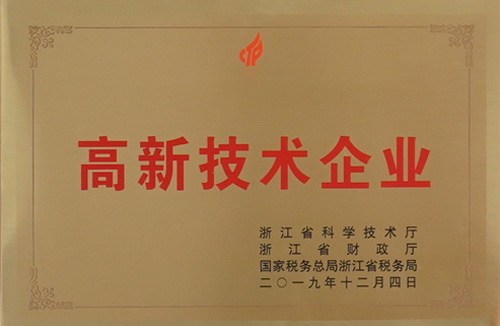 高新技术企业
浙江省科学技术厅
浙江省财政厅
国家税务总局浙江省税务局
二〇一九年十二月四日